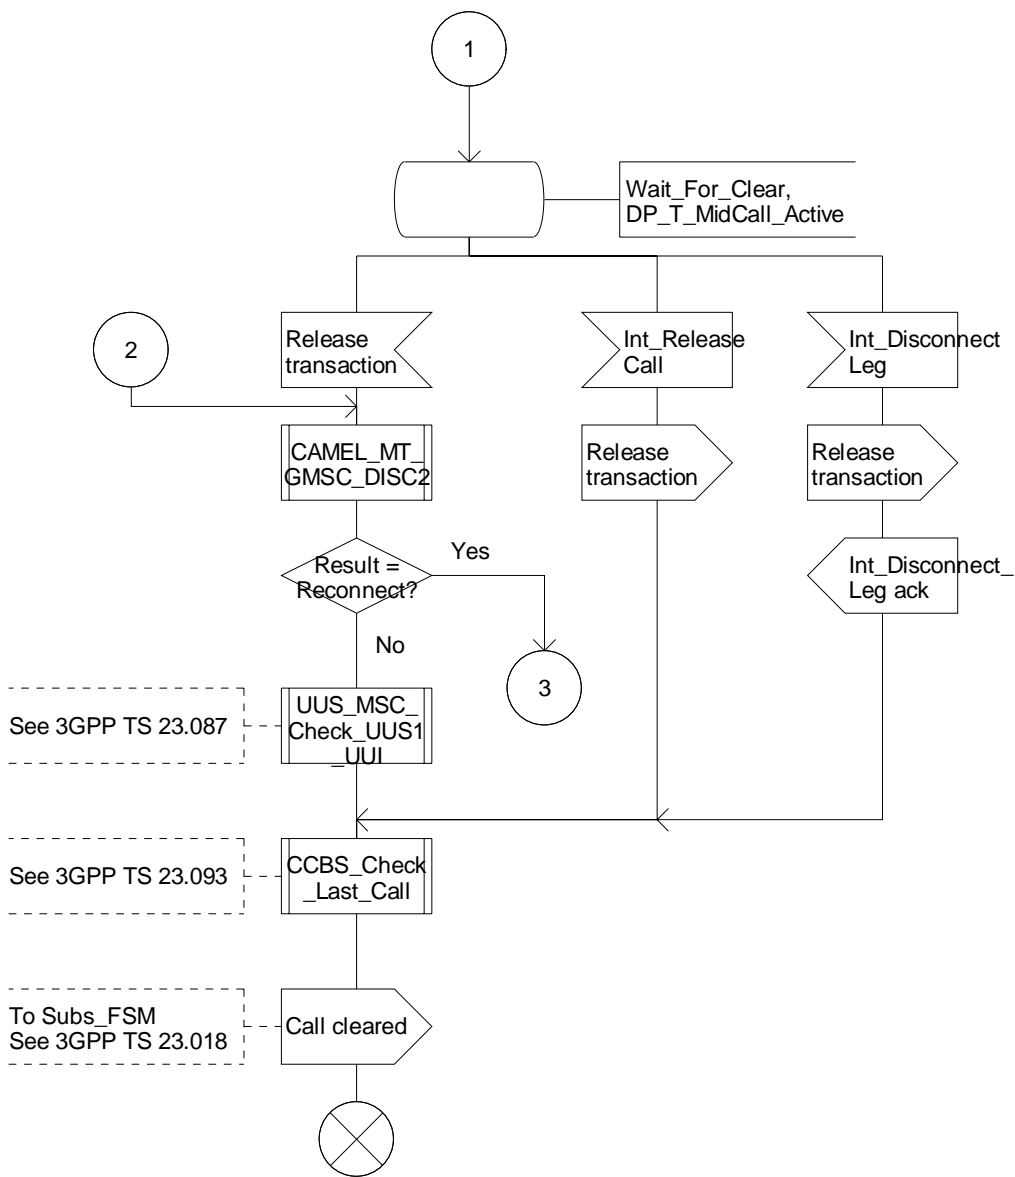 1
Wait_For_Clear,
DP_T_MidCall_Active
Release
transaction
Int_Release
Call
Int_Disconnect
Leg
2
CAMEL_MT_
GMSC_DISC2
Release
transaction
Release
transaction
Result =
Reconnect?
Yes
Int_Disconnect_
Leg ack
No
3
See 3GPP TS 23.087
UUS_MSC_
Check_UUS1
_UUI
See 3GPP TS 23.093
CCBS_Check
_Last_Call
To Subs_FSM
See 3GPP TS 23.018
Call cleared